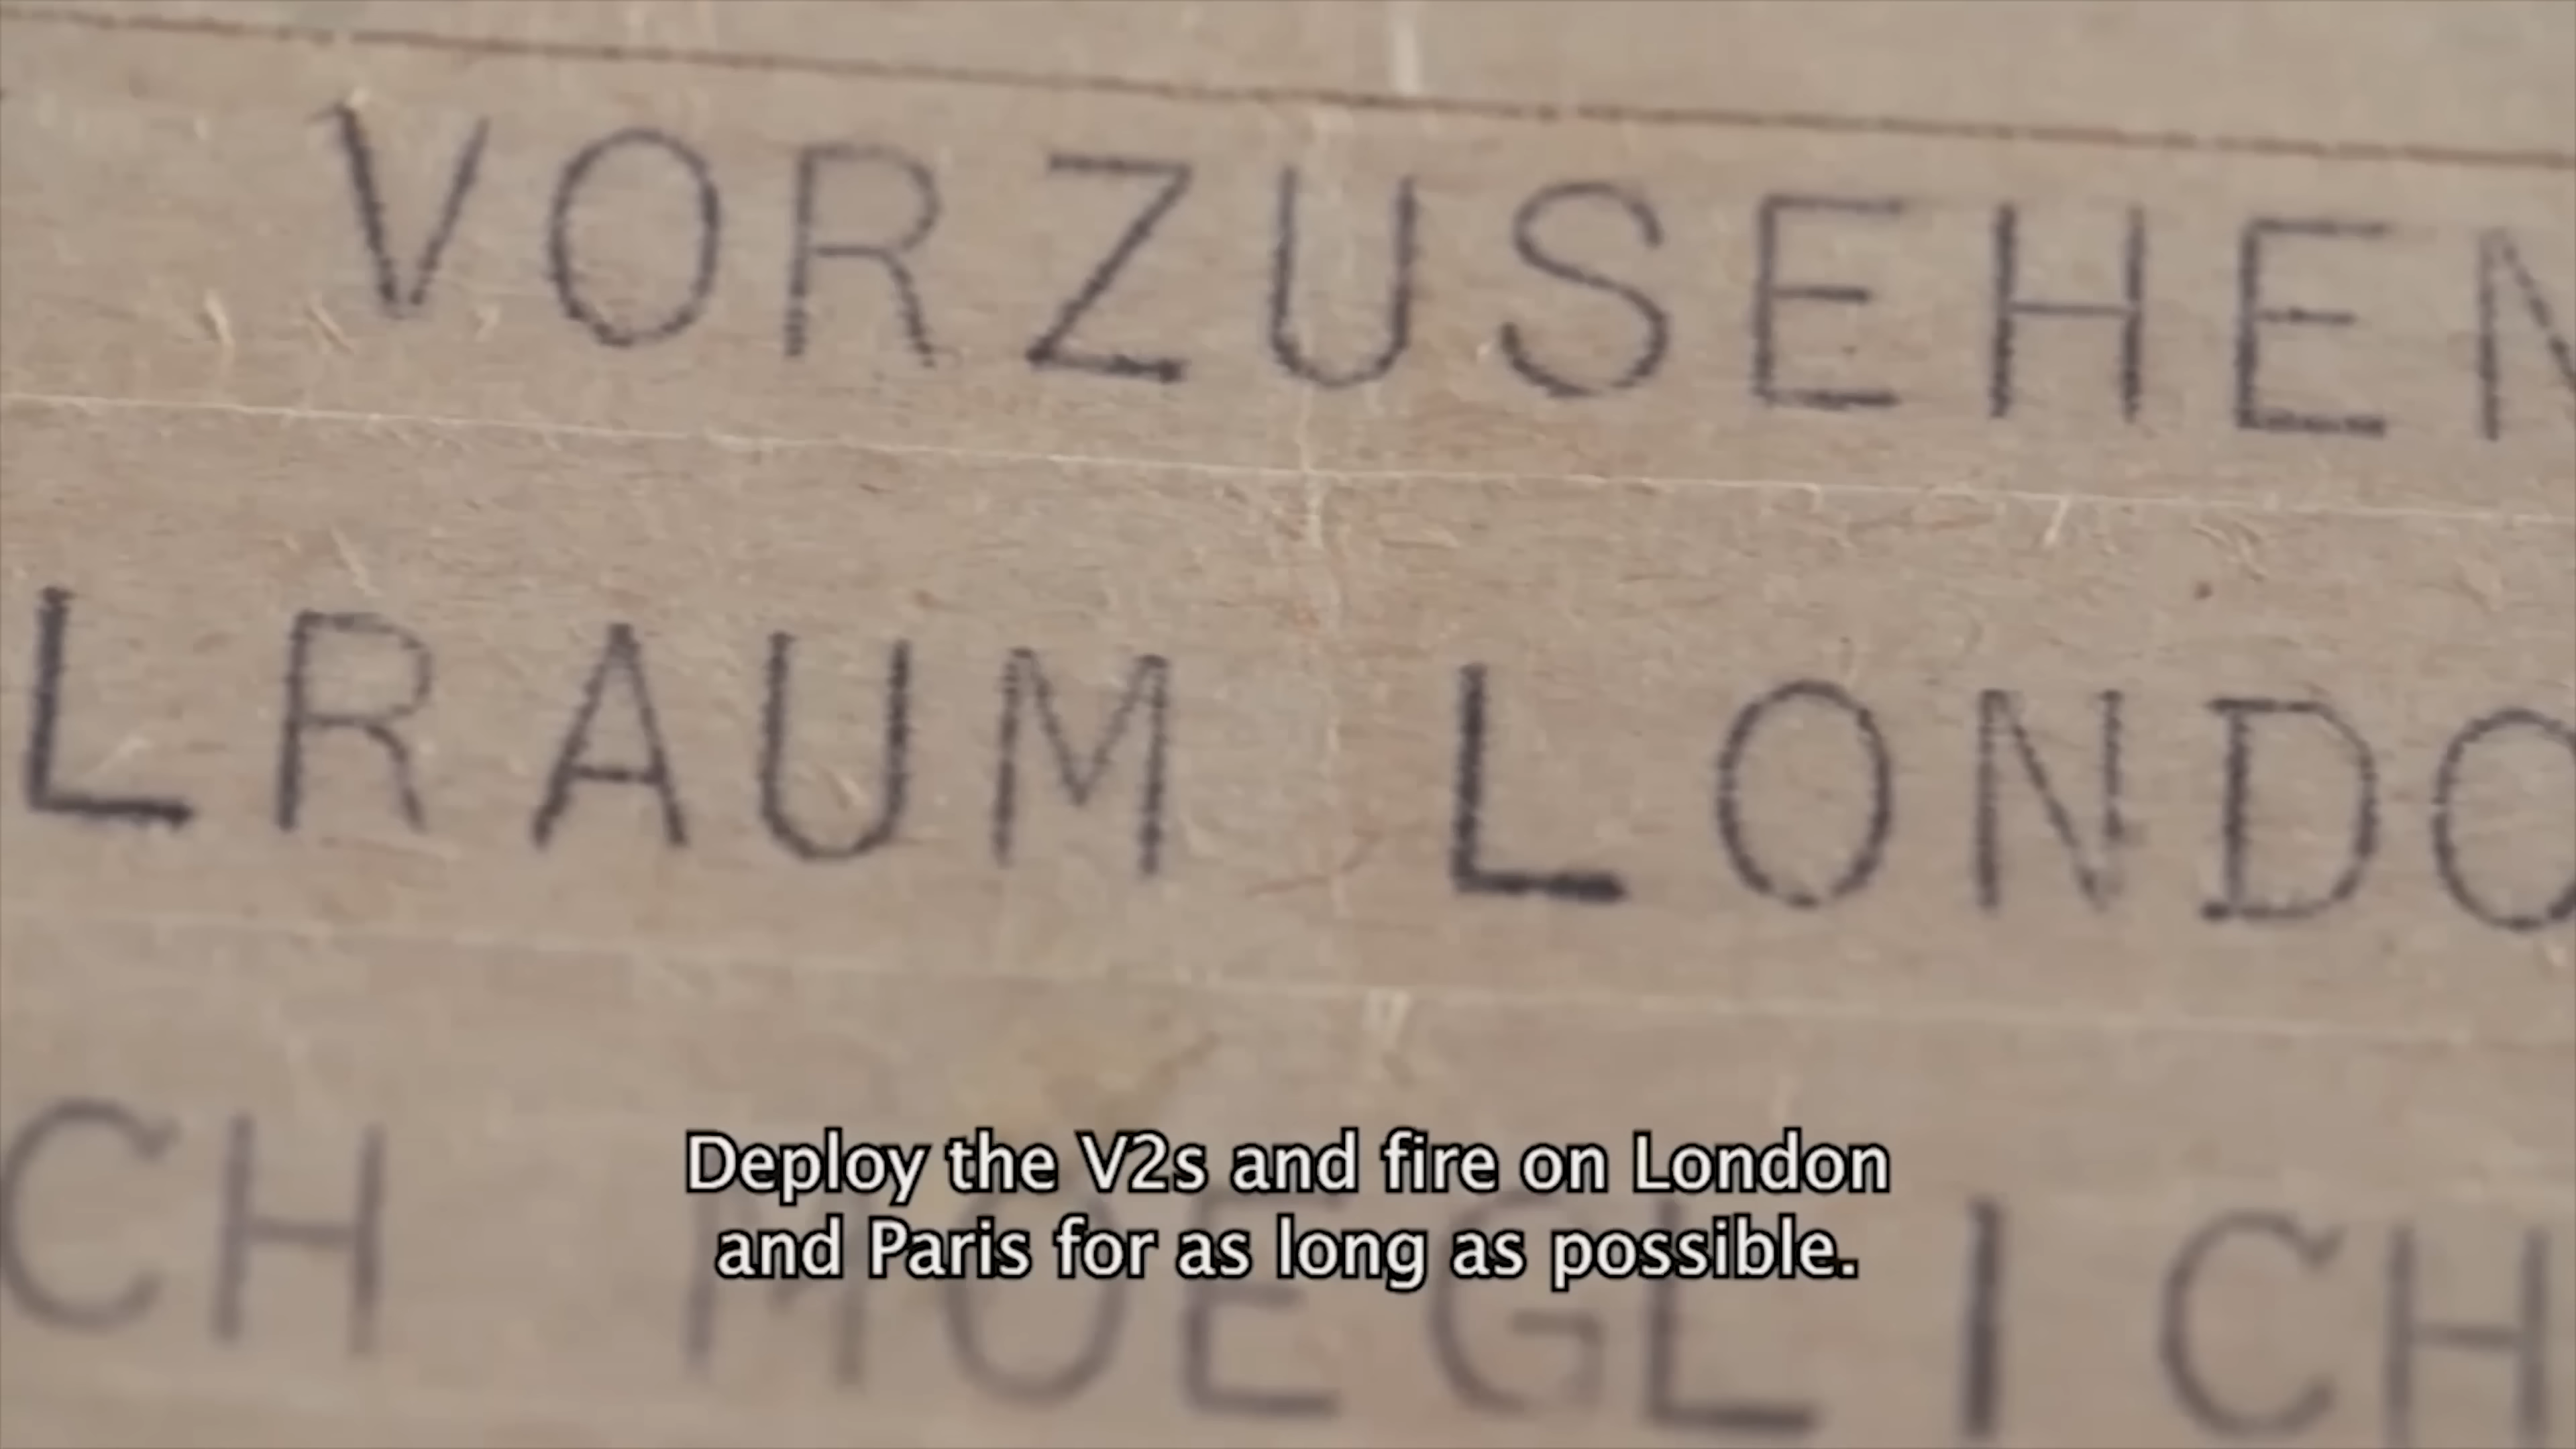 VORZUSEHEN
LRAUM LONDO
CH MOEGLICH
Deploy the V2s and fire on London
and Paris for as long as possible.